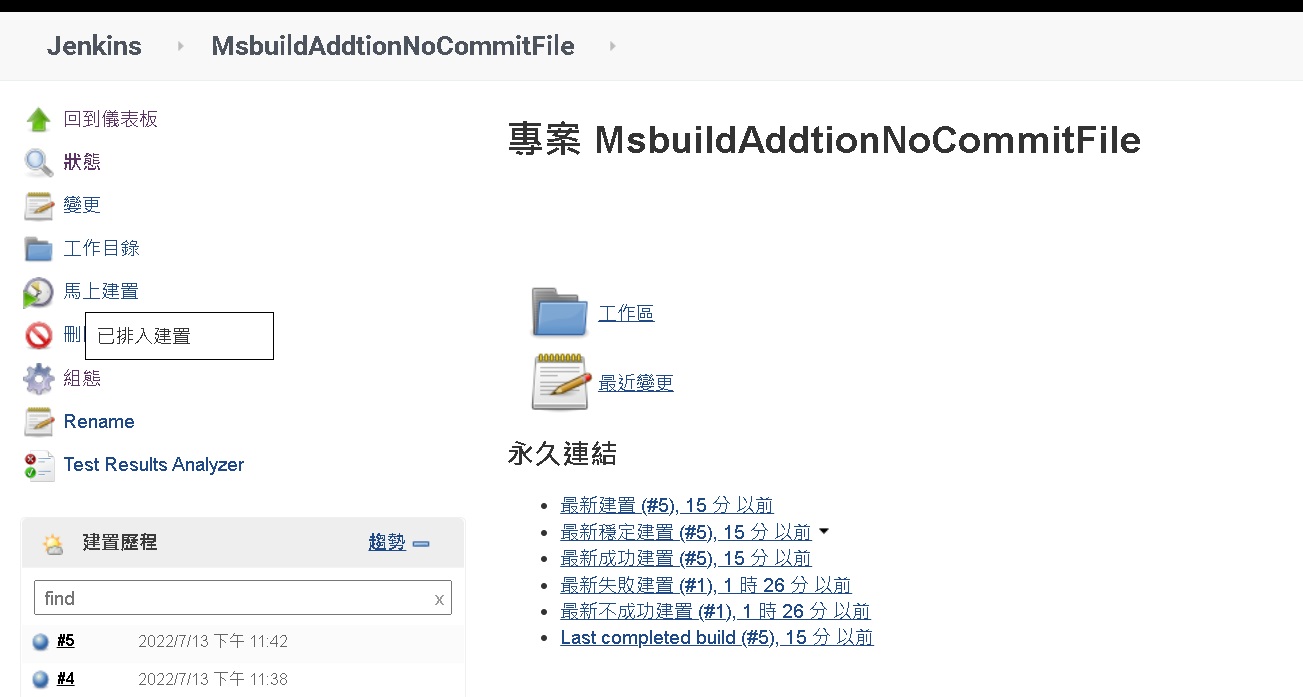 Jenkins MsbuildAddtionNoCommitFile
回到儀表板
狀態
變更
工作目錄
馬上建置
已排入建置
組態
Rename
Test Results Analyzer
建置歷程 趨勢
find x
#5 2022/7/13 下午 11:42
#4 2022/7/13 下午 11:38
專案 MsbuildAddtionNoCommitFile
工作區
最近變更
永久連結
最新建置 (#5), 15 分 以前
最新穩定建置 (#5), 15 分 以前
最新成功建置 (#5), 15 分 以前
最新失敗建置 (#1), 1 時 26 分 以前
最新不成功建置 (#1), 1 時 26 分 以前
Last completed build (#5), 15 分 以前